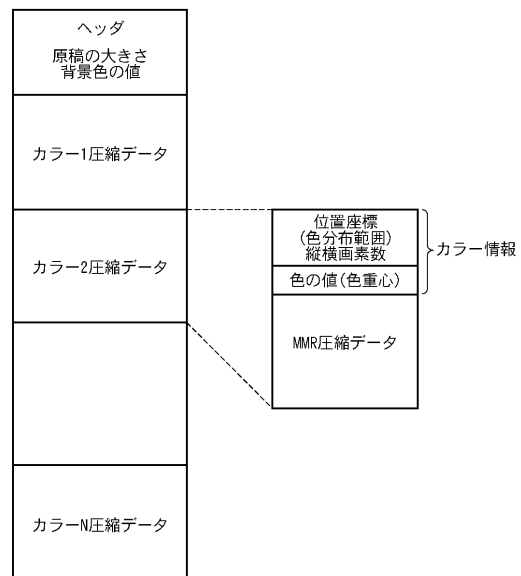 ヘッダ
原稿の大きさ
背景色の値
カラー1圧縮データ
カラー2圧縮データ
カラーN圧縮データ
位置座標
(色分布範囲)
縦横画素数
色の値(色重心)
MMR圧縮データ
カラー情報